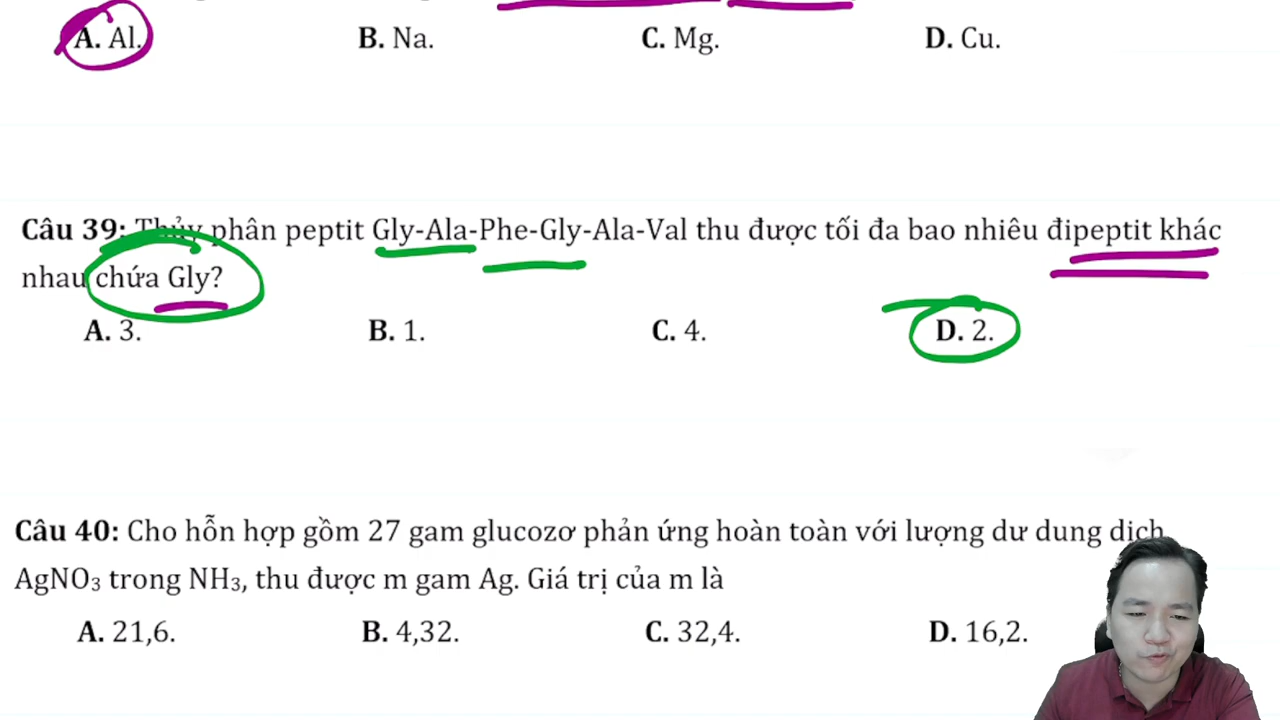 A. Al. B. Na. C. Mg. D. Cu.
Câu 39: Thủy phân peptit Gly-Ala-Phe-Gly-Ala-Val thu được tối đa bao nhiêu đipeptit khác
nhau chứa Gly?
A. 3. B. 1. C. 4. D. 2.
Câu 40: Cho hỗn hợp gồm 27 gam glucozơ phản ứng hoàn toàn với lượng dư dung dịch
AgNO₃ trong NH₃, thu được m gam Ag. Giá trị của m là
A. 21,6. B. 4,32. C. 32,4. D. 16,2.